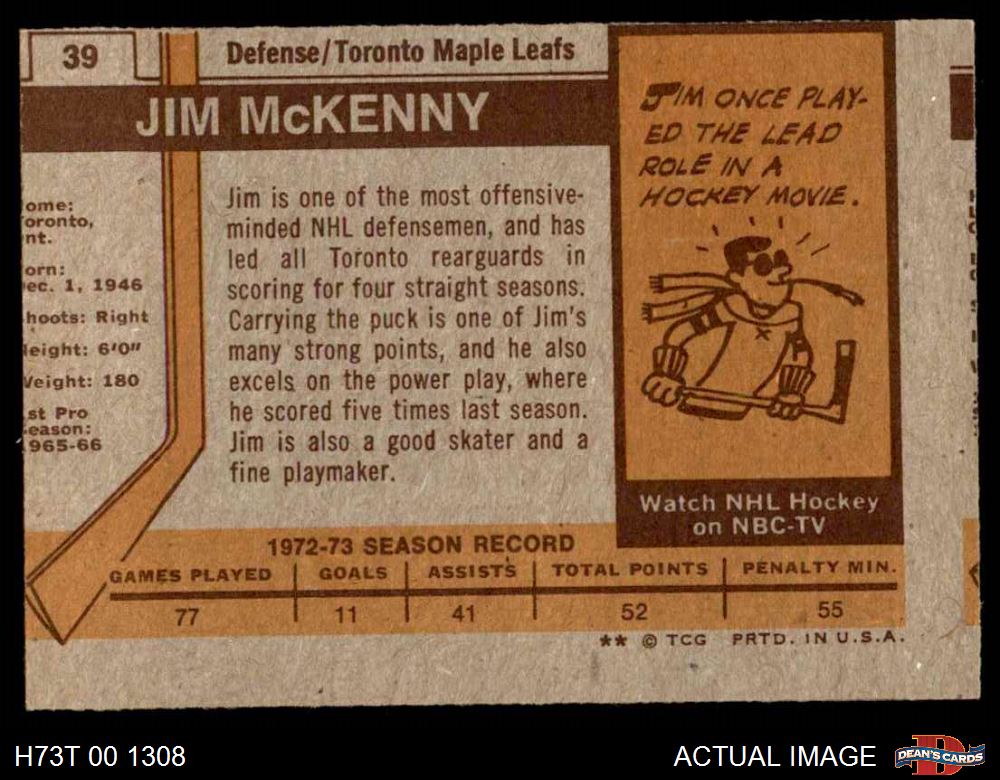 39
Defense/Toronto Maple Leafs
JIM McKENNY
ome:
oronto,
nt.
orn:
ec. 1, 1946
hoots: Right
eight: 6'0"
eight: 180
st Pro
eason:
965-66
Jim is one of the most offensive-
minded NHL defensemen, and has
led all Toronto rearguards in
scoring for four straight seasons.
Carrying the puck is one of Jim's
many strong points, and he also
excels on the power play, where
he scored five times last season.
Jim is also a good skater and a
fine playmaker.
JIM ONCE PLAY-
ED THE LEAD
ROLE IN A
HOCKEY MOVIE.
Watch NHL Hockey
on NBC-TV
1972-73 SEASON RECORD
GAMES PLAYED GOALS ASSISTS TOTAL POINTS PENALTY MIN.
77 11 41 52 55
** © TCG PRTD. IN U.S.A.
H73T 00 1308
ACTUAL IMAGE
DEAN'S CARDS